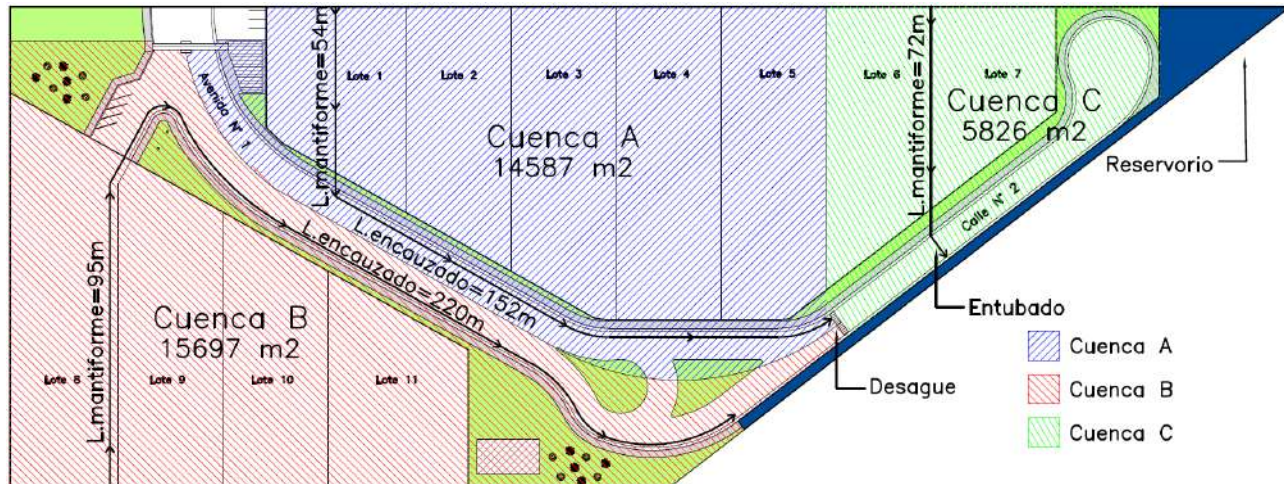 L.mantiforme=54m
Lote 1
Lote 2
Lote 3
Lote 4
Lote 5
Lote 6
L.mantiforme=72m
Lote 7
Avenida N° 1
Cuenca A
14587 m2
Cuenca C
5826 m2
Reservorio
Calle N° 2
L.mantiforme=95m
L.encauzado=152m
L.encauzado=220m
Entubado
Cuenca B
15697 m2
Cuenca A
Desague
Cuenca B
Cuenca C
Lote 8
Lote 9
Lote 10
Lote 11